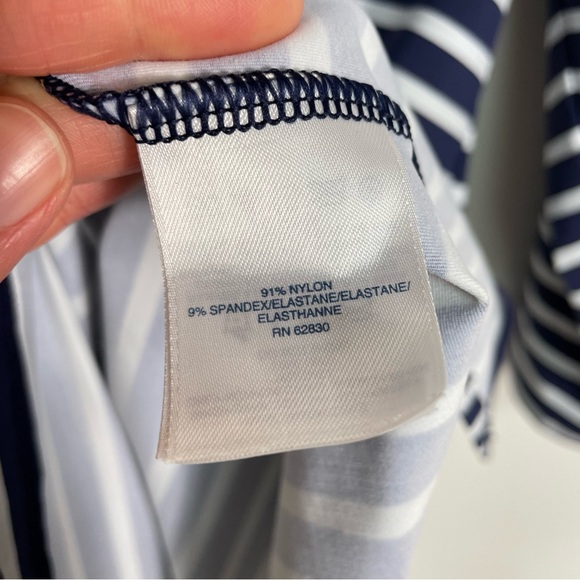 91% NYLON
9% SPANDEX/ELASTANE/ELASTANE/
ELASTHANNE
RN 62830